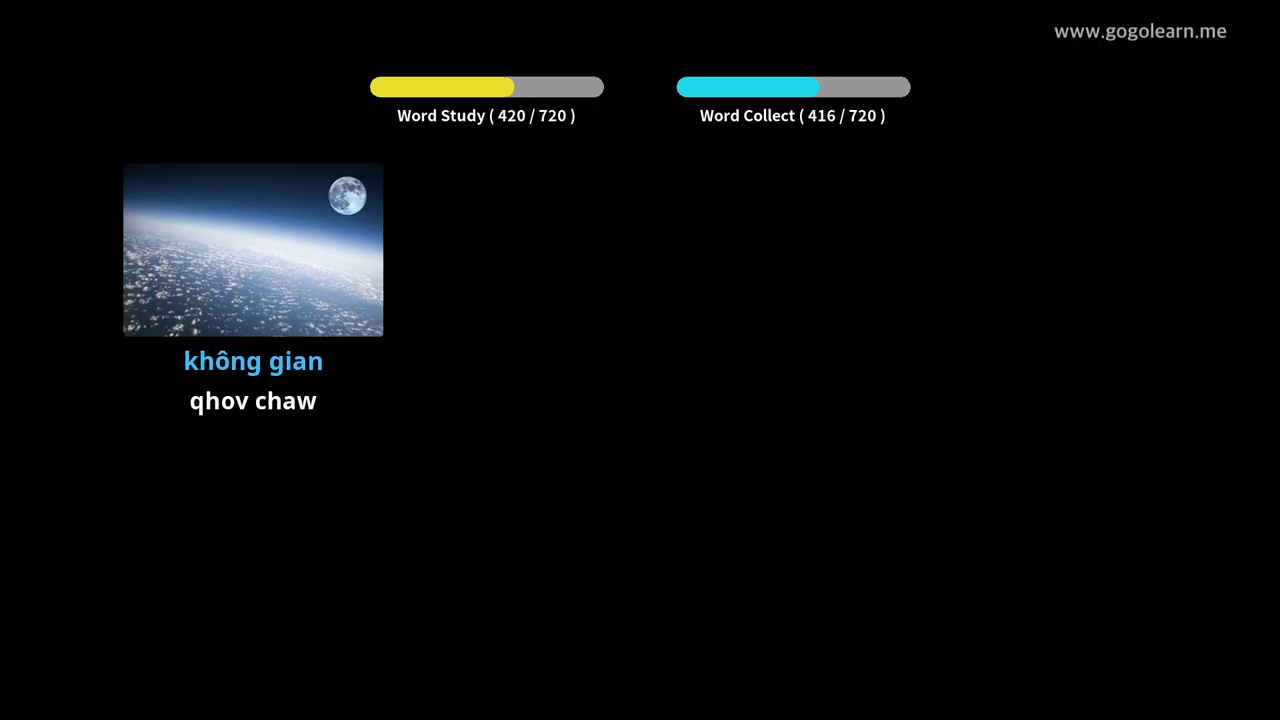 www.gogolearn.me
Word Study ( 420 / 720 )
Word Collect ( 416 / 720 )
không gian
qhov chaw